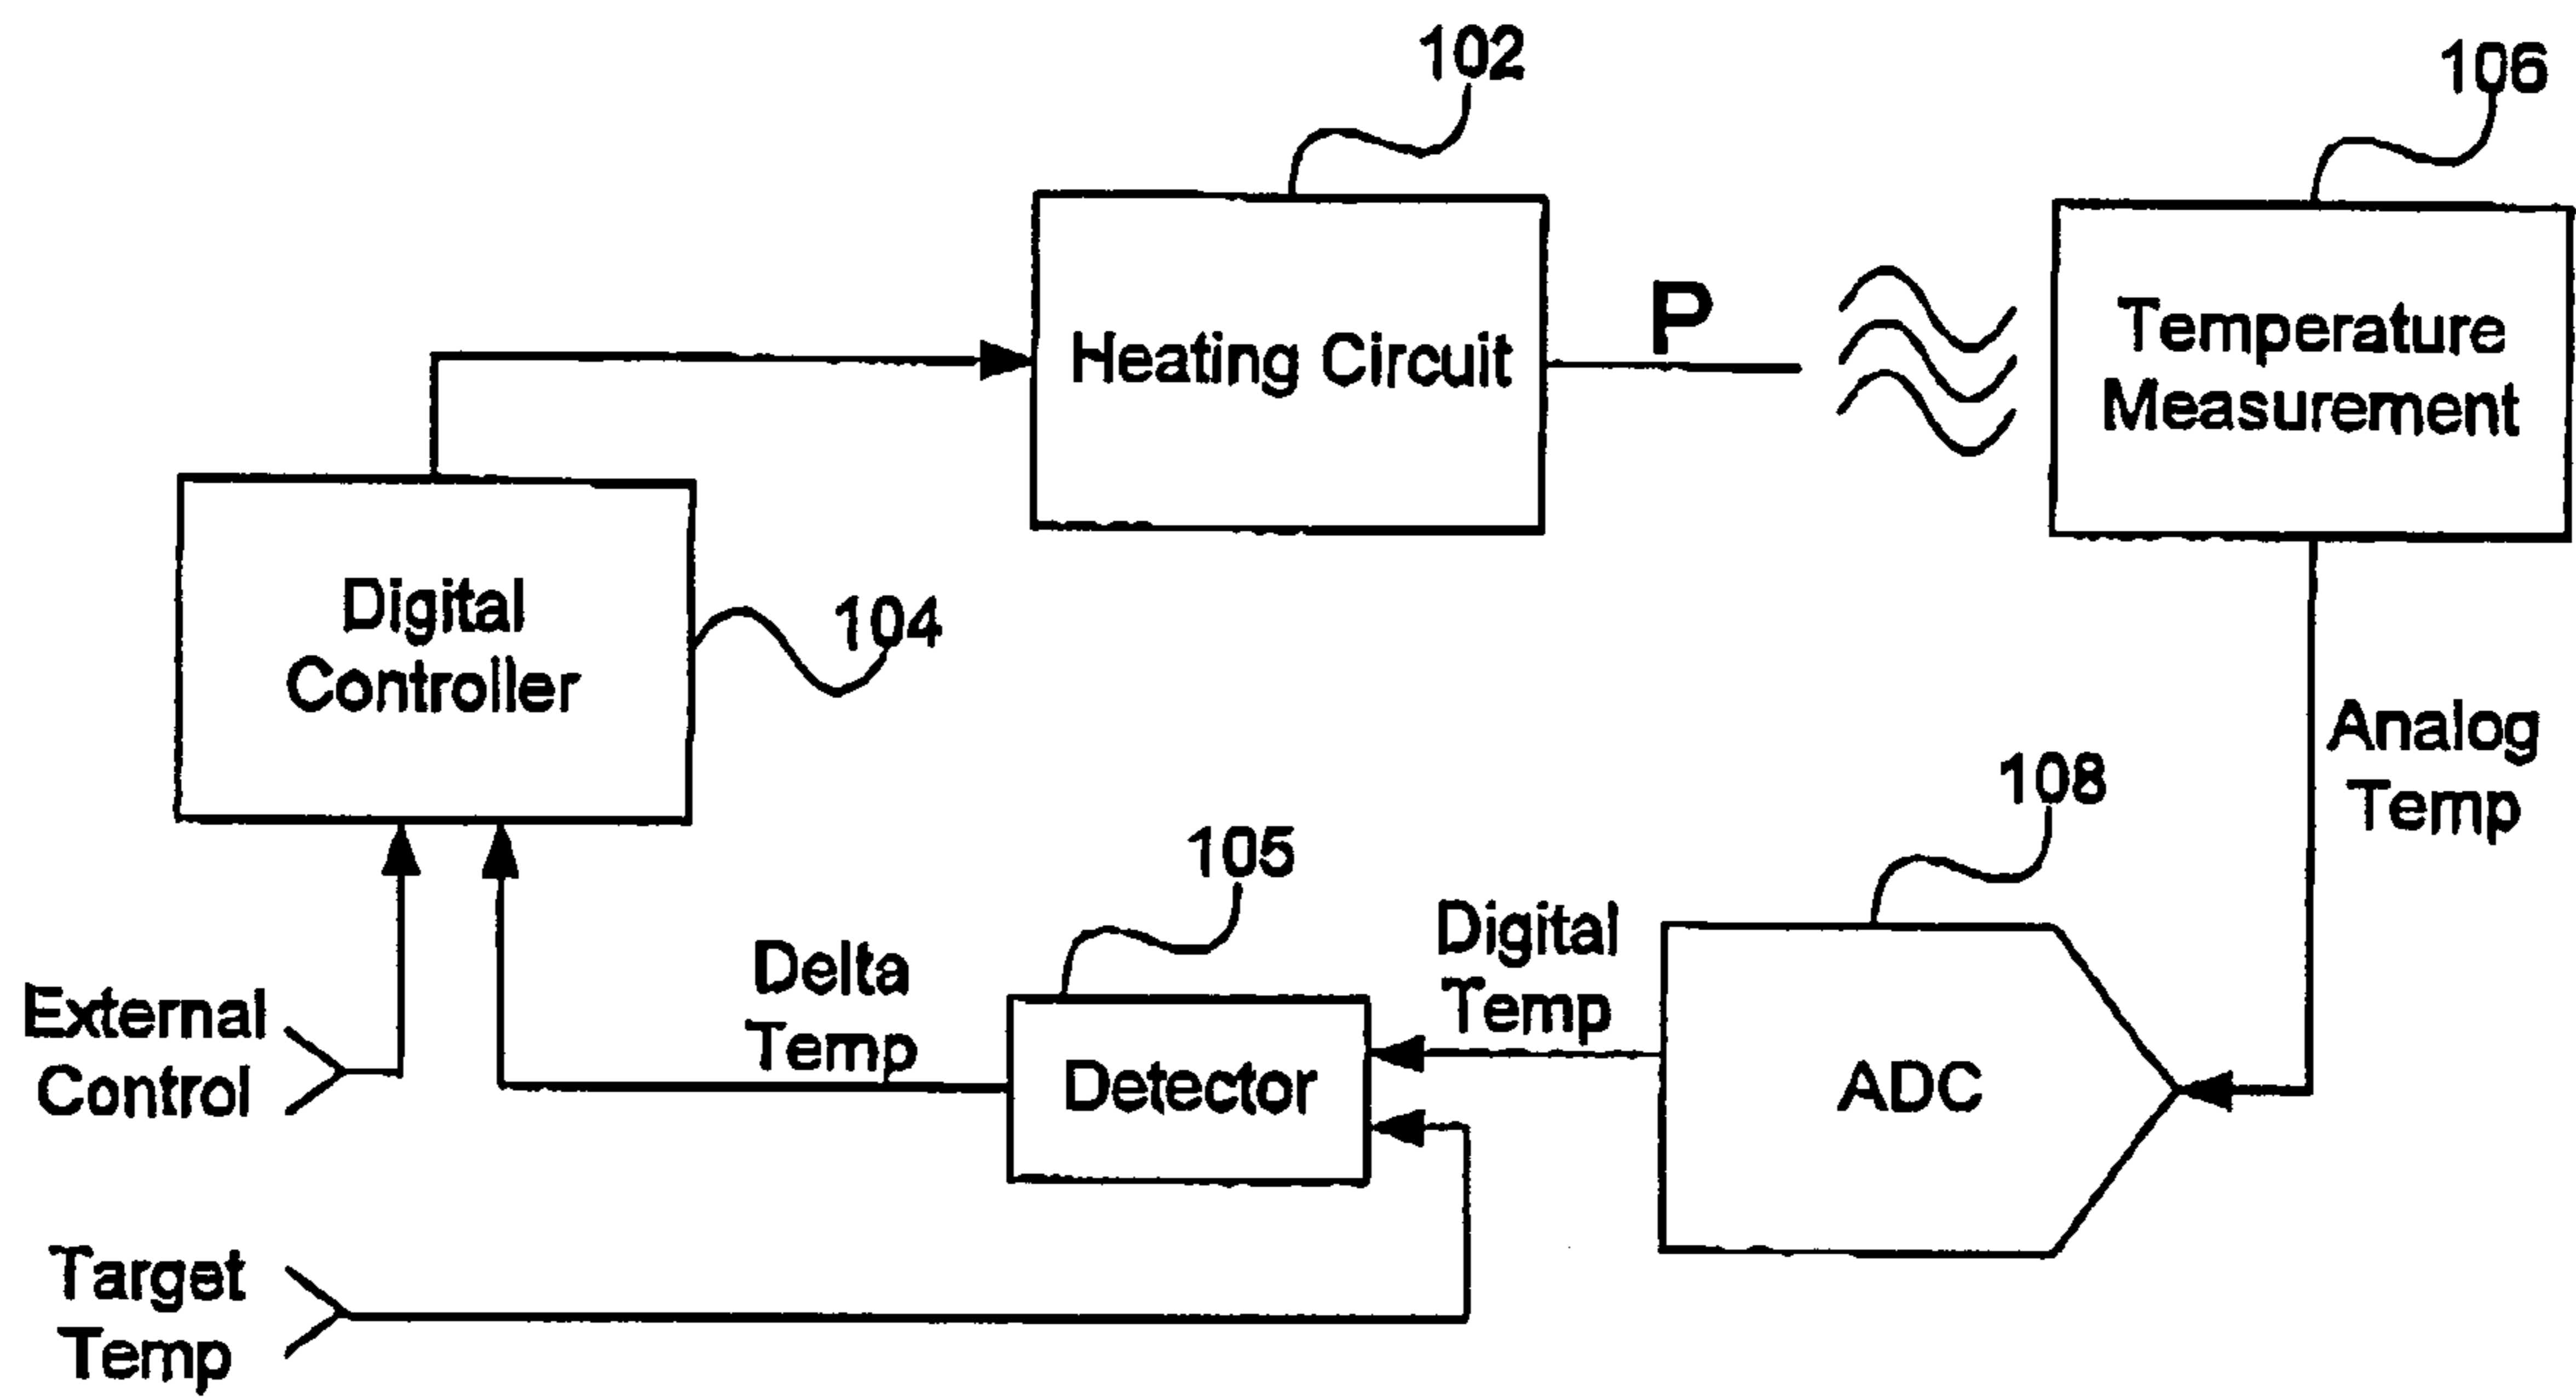 102
106
Heating Circuit
P
Temperature
Measurement
Digital
Controller
104
Analog
Temp
108
105
Digital
Temp
Delta
Temp
External
Control
Detector
ADC
Target
Temp